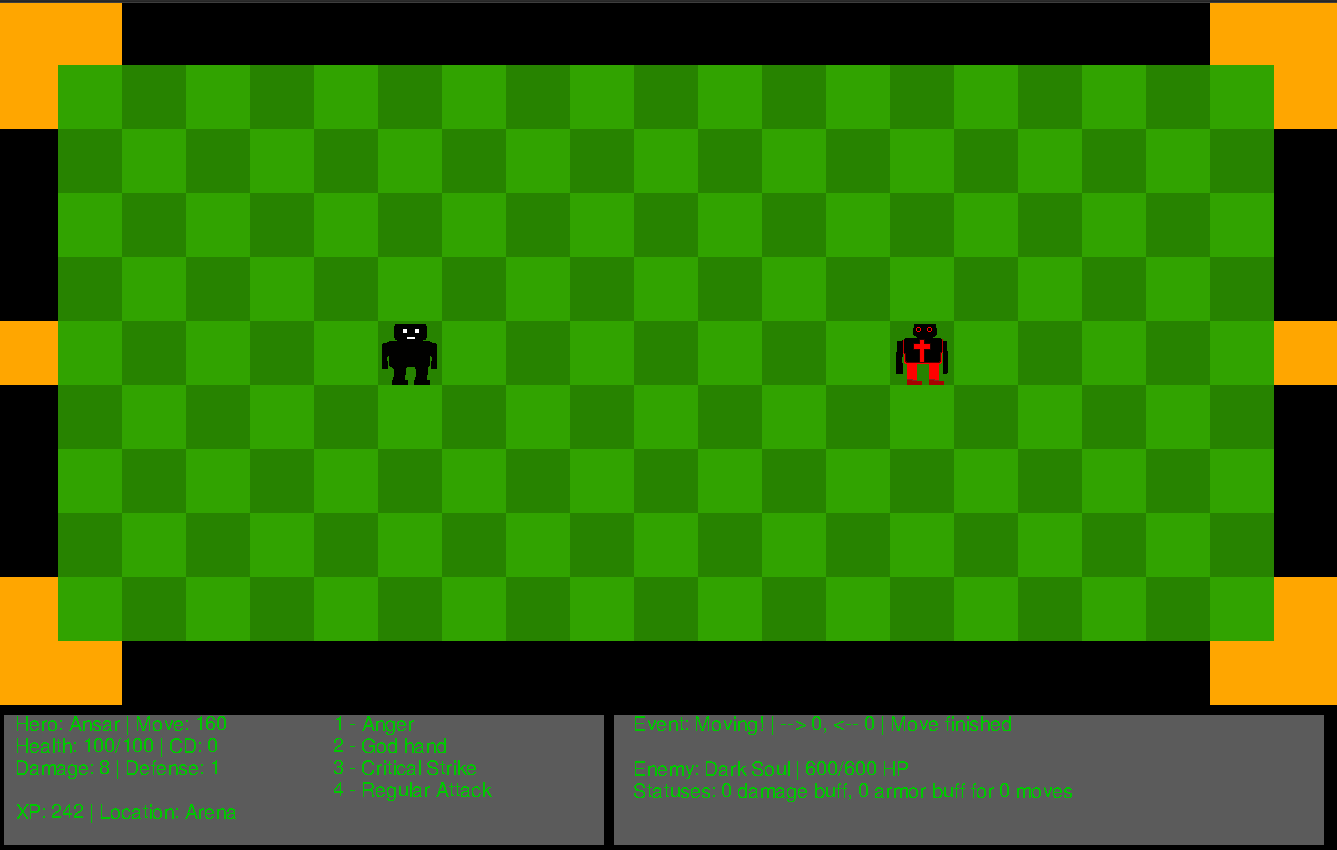 Hero: Ansar | Move: 160
Health: 100/100 | CD: 0
Damage: 8 | Defense: 1
XP: 242 | Location: Arena
1 - Anger
2 - God hand
3 - Critical Strike
4 - Regular Attack
Event: Moving! | --> 0, <-- 0 | Move finished
Enemy: Dark Soul | 600/600 HP
Statuses: 0 damage buff, 0 armor buff for 0 moves